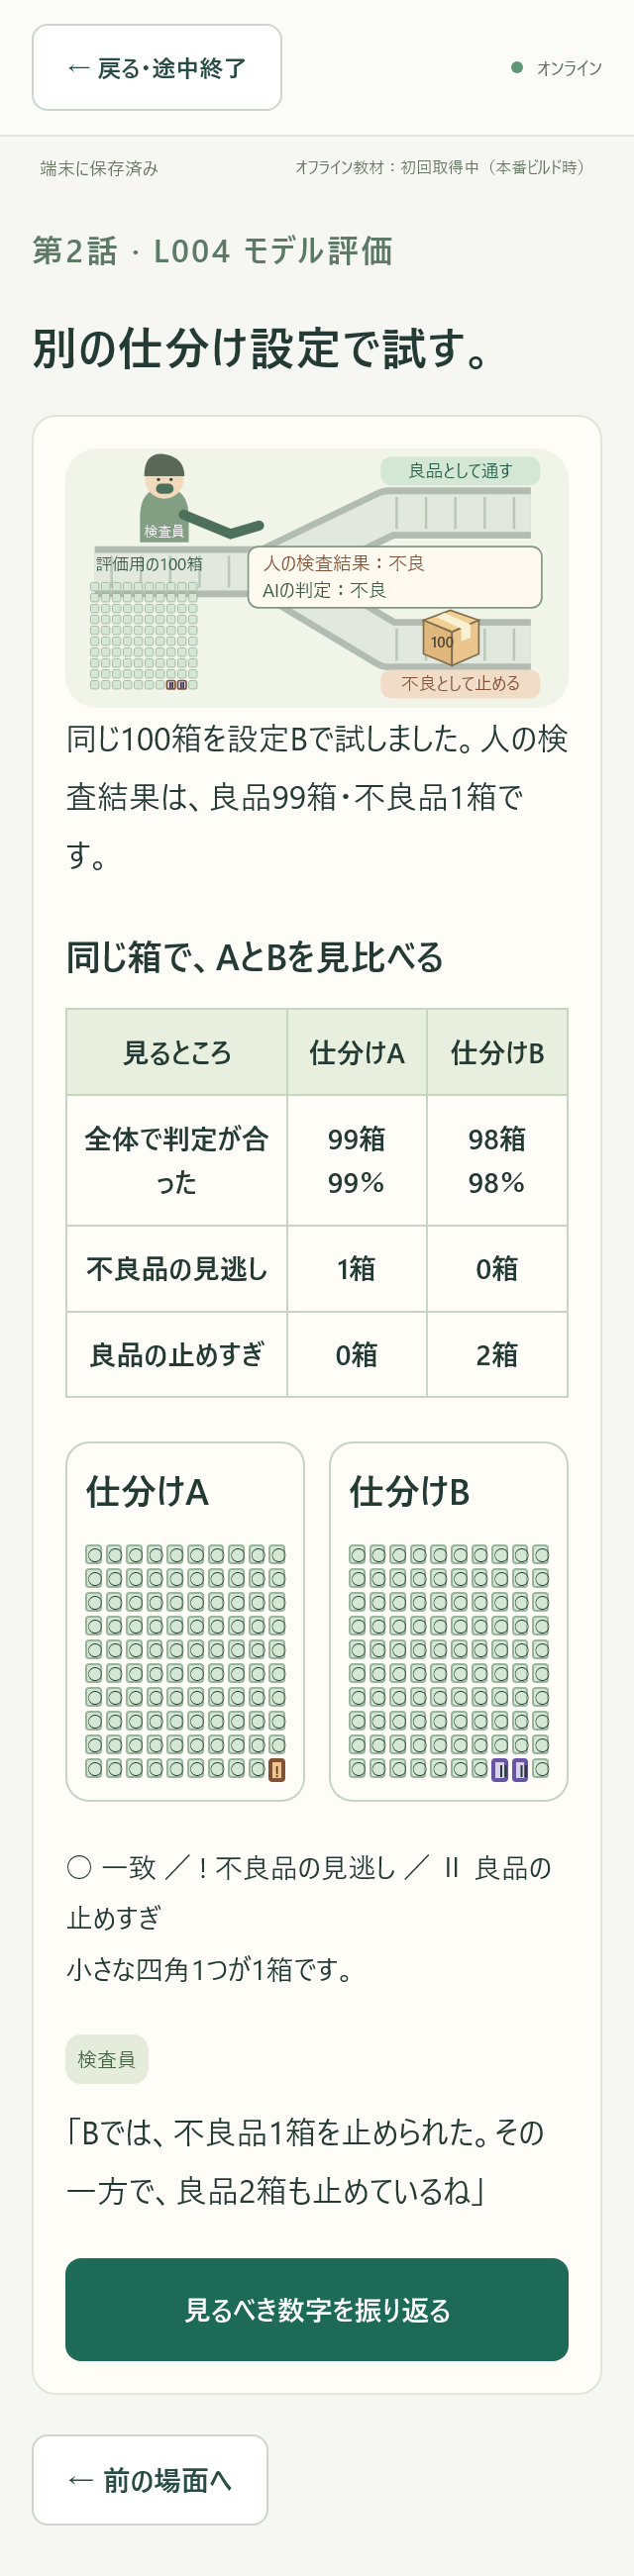 ← 戻る・途中終了
オンライン
端末に保存済み
オフライン教材：初回取得中（本番ビルド時）
第2話 · L004 モデル評価
別の仕分け設定で試す。
良品として通す
検査員
評価用の100箱
人の検査結果：不良
AIの判定：不良
100
不良として止める
同じ100箱を設定Bで試しました。人の検
査結果は、良品99箱・不良品1箱で
す。
同じ箱で、AとBを見比べる
見るところ 仕分けA 仕分けB
全体で判定が合
った
99箱
99%
98箱
98%
不良品の見逃し 1箱 0箱
良品の止めすぎ 0箱 2箱
仕分けA
仕分けB
○ 一致 ／ ! 不良品の見逃し ／ Ⅱ 良品の
止めすぎ
小さな四角1つが1箱です。
検査員
「Bでは、不良品1箱を止められた。その
一方で、良品2箱も止めているね」
見るべき数字を振り返る
← 前の場面へ